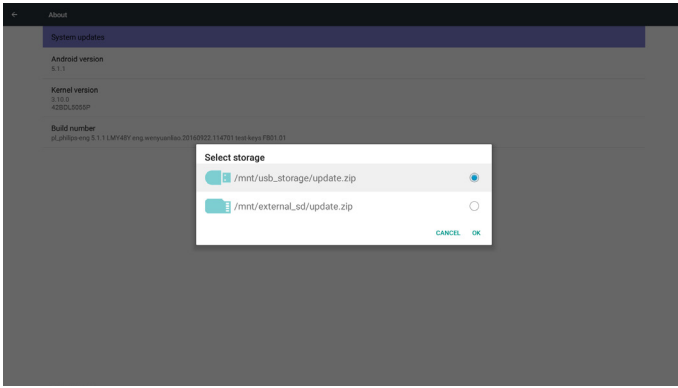 About
System updates
Android version
5.1.1
Kernel version
3.10.0
42BDL5055P
Build number
pl_philips-eng 5.1.1 LMY49F eng.wenyuanliao.20160922.114701 test-keys FB01.01
Select storage
/mnt/usb_storage/update.zip
/mnt/external_sd/update.zip
CANCEL OK